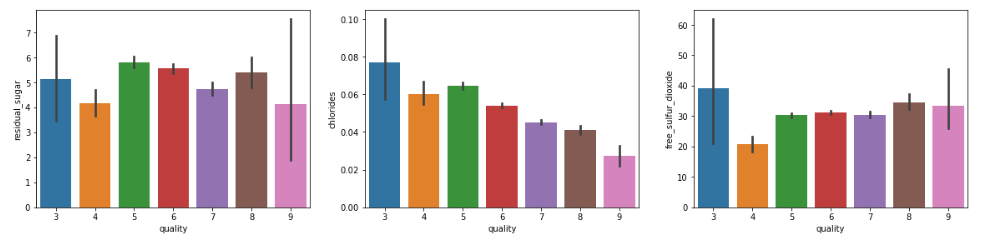 residual_sugar
7
6
5
4
3
2
1
0
3 4 5 6 7 8 9
quality
chlorides
0.10
0.08
0.06
0.04
0.02
0.00
3 4 5 6 7 8 9
quality
free_sulfur_dioxide
60
50
40
30
20
10
0
3 4 5 6 7 8 9
quality